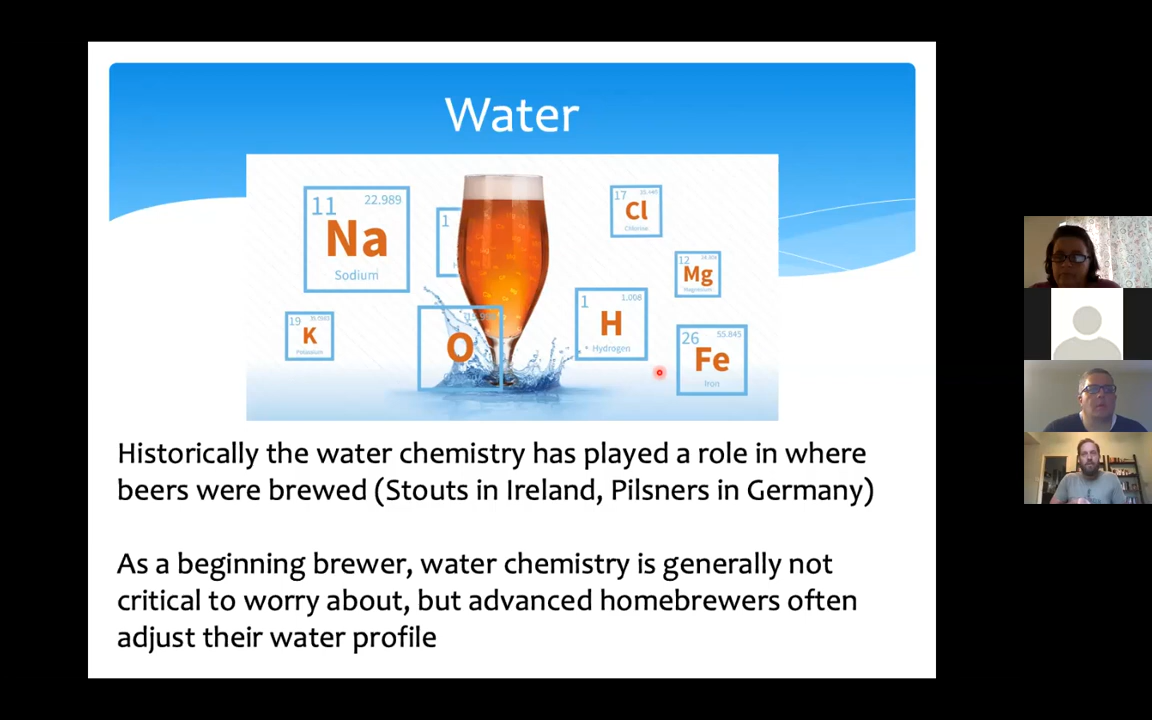 Water
11 22.989
Na
Sodium
1
17
Cl
Chlorine
12
Mg
Magnesium
19
K
Potassium
O
1 1,008
H
Hydrogen
26 55.845
Fe
Iron
Historically the water chemistry has played a role in where
beers were brewed (Stouts in Ireland, Pilsners in Germany)
As a beginning brewer, water chemistry is generally not
critical to worry about, but advanced homebrewers often
adjust their water profile